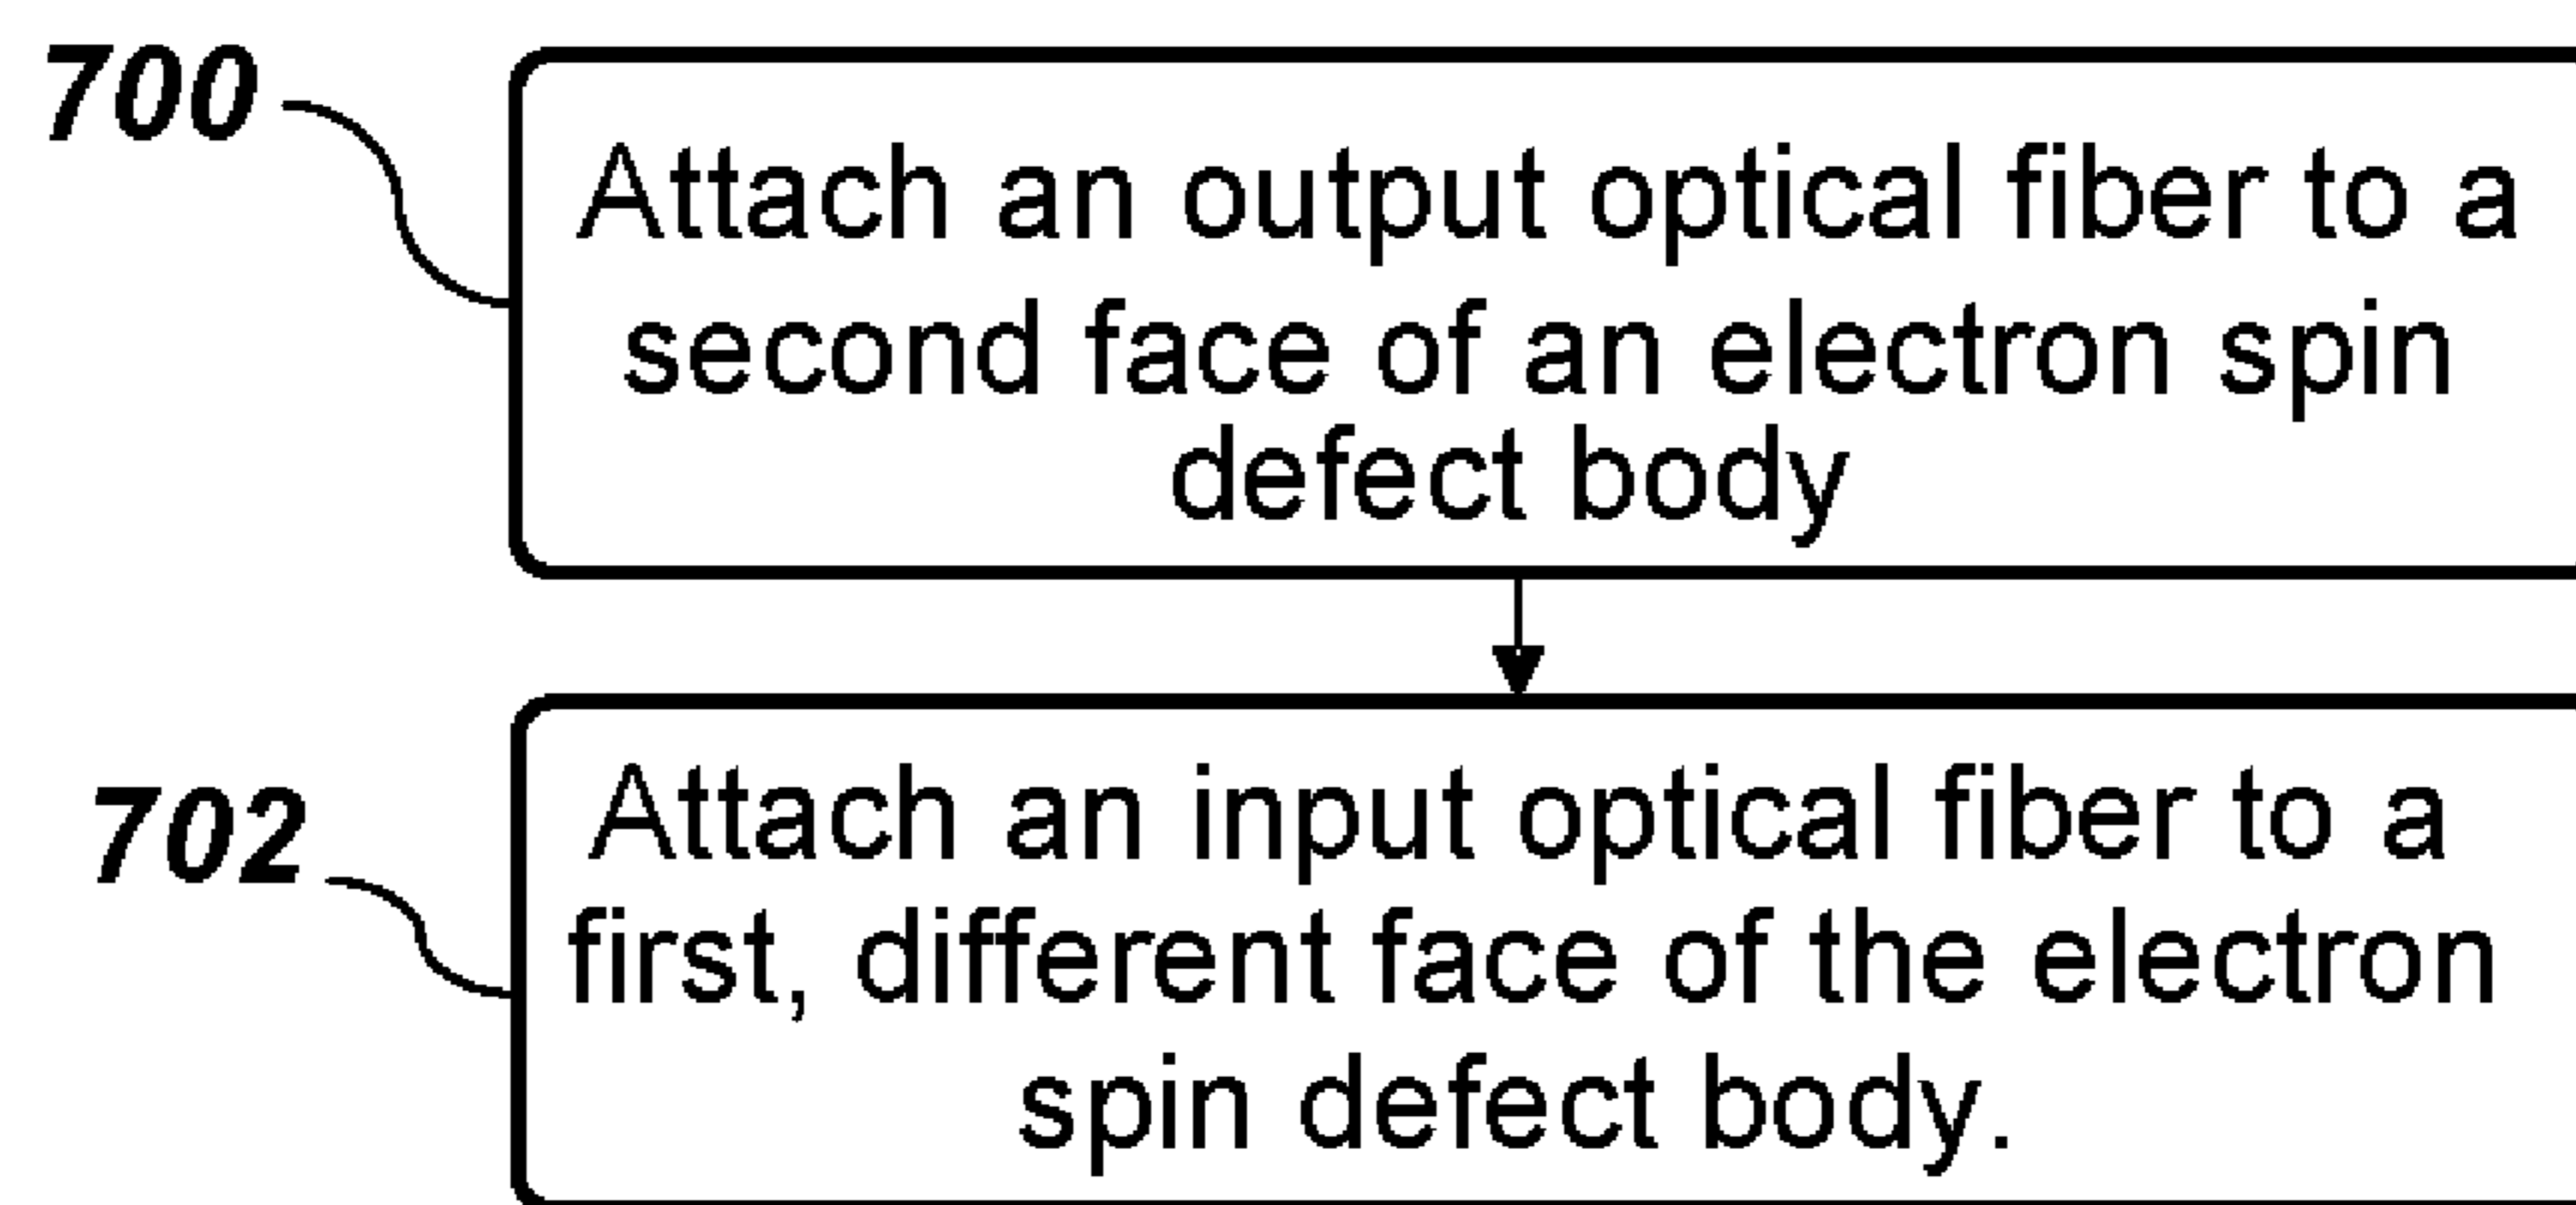 700
Attach an output optical fiber to a
second face of an electron spin
defect body
702
Attach an input optical fiber to a
first, different face of the electron
spin defect body.